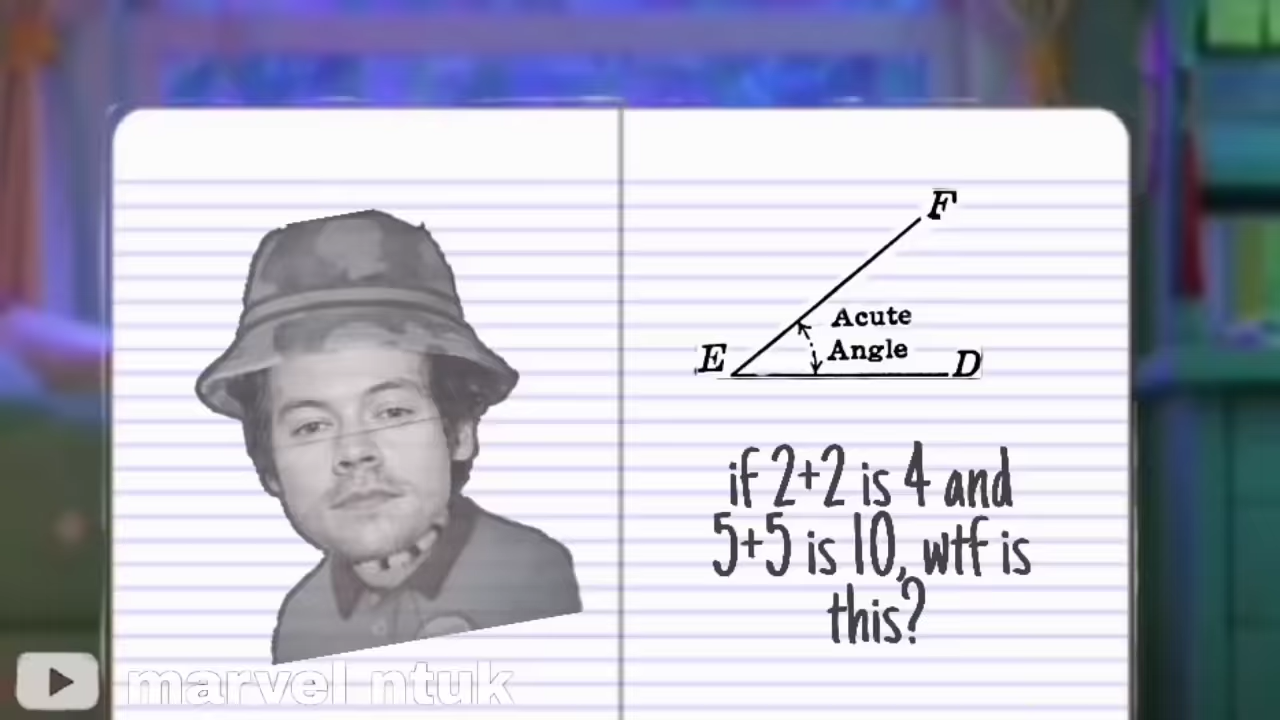 F
Acute
Angle
E
D
if 2+2 is 4 and
5+5 is 10, wtf is
this?
marvel ntuk